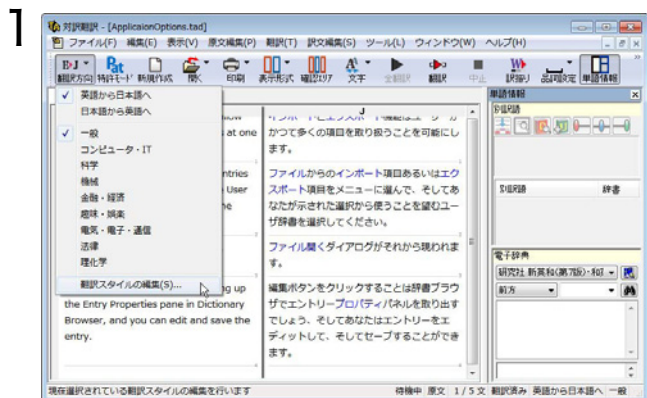 1
対訳翻訳 - [ApplicaionOptions.tad]
ファイル(F) 編集(E) 表示(V) 原文編集(P) 翻訳(T) 訳文編集(S) ツール(L) ウィンドウ(W) ヘルプ(H)
翻訳方向 特許モード 新規作成 開く 印刷 表示形式 確認エリア 文字 全翻訳 翻訳 中止 訳振り 品詞設定 単語情報
英語から日本語へ
日本語から英語へ
一般
コンピュータ・IT
科学
機械
金融・経済
趣味・娯楽
電気・電子・通信
法律
理化学
翻訳スタイルの編集(S)...
at one
ntries
User
ng up
the Entry Properties pane in Dictionary
Browser, and you can edit and save the
entry.
J
かつて多くの項目を取り扱うことを可能にし
ます。
ファイルからのインポート項目あるいはエク
スポート項目をメニューに選んで、そしてあ
なたが示された選択から使うことを望むユー
ザ辞書を選択してください。
ファイル開くダイアログがそれから現われま
す。
編集ボタンをクリックすることは辞書ブラウ
ザでエントリープロパティパネルを取り出す
でしょう、そしてあなたはエントリーをエ
ディットして、そしてセーブすることができ
ます。
単語情報
別訳語
別訳語 辞書
電子辞典
研究社 新英和(第7版)・和
前方
現在選択されている翻訳スタイルの編集を行います
待機中 原文 1 / 5 文 翻訳済み 英語から日本語へ 一般